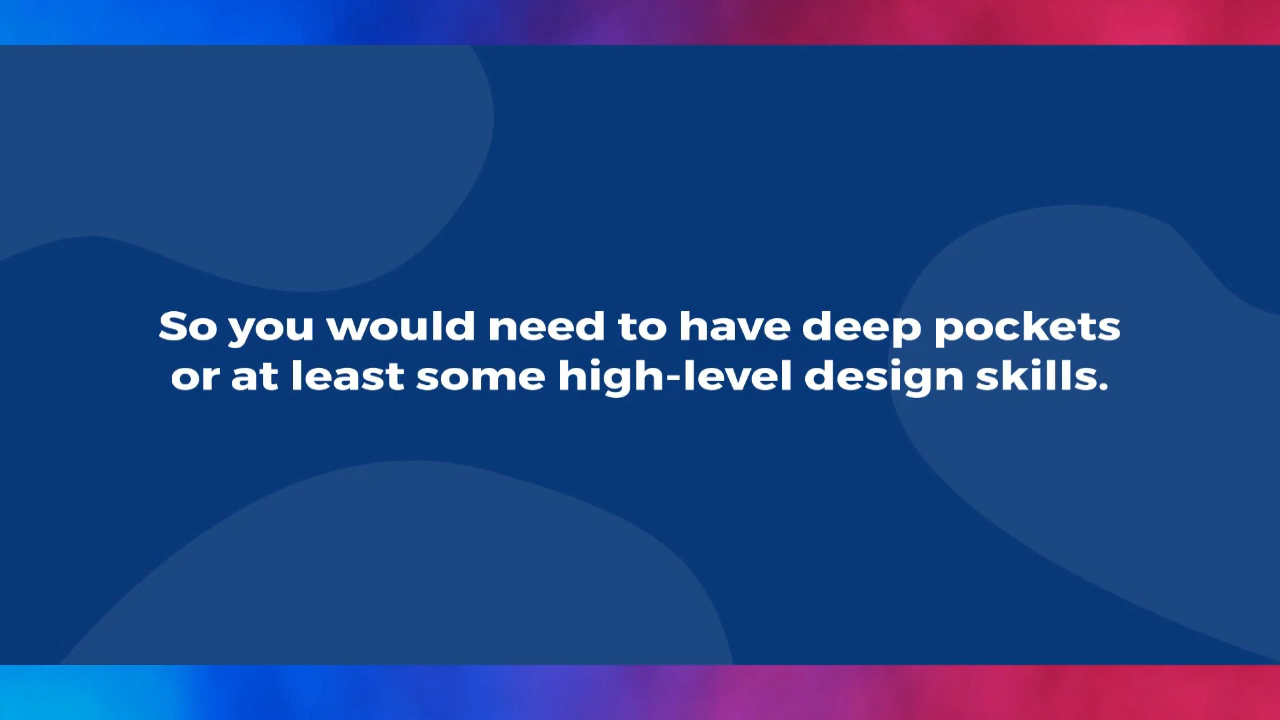 So you would need to have deep pockets
or at least some high-level design skills.